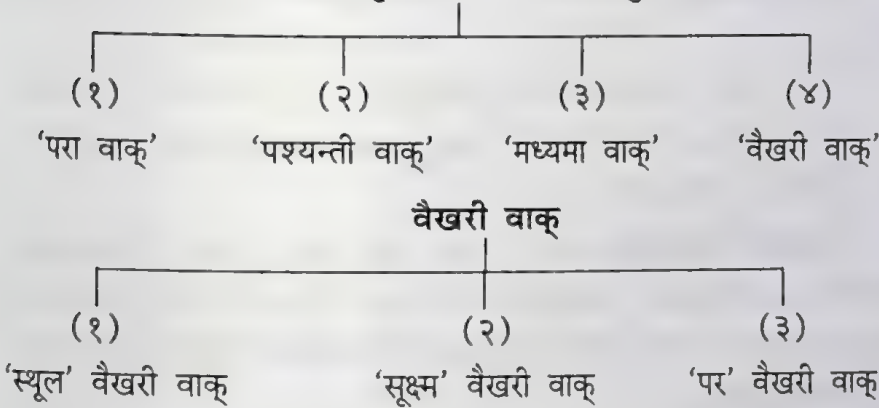 (१) (२) (३) (४)
‘परा वाक्’ ‘पश्यन्ती वाक्’ ‘मध्यमा वाक्’ ‘वैखरी वाक्’
वैखरी वाक्
(१) (२) (३)
‘स्थूल’ वैखरी वाक् ‘सूक्ष्म’ वैखरी वाक् ‘पर’ वैखरी वाक्